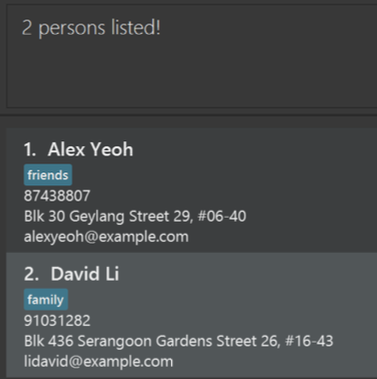 2 persons listed!
1. Alex Yeoh
friends
87438807
Blk 30 Geylang Street 29, #06-40
alexyeoh@example.com
2. David Li
family
91031282
Blk 436 Serangoon Gardens Street 26, #16-43
lidavid@example.com